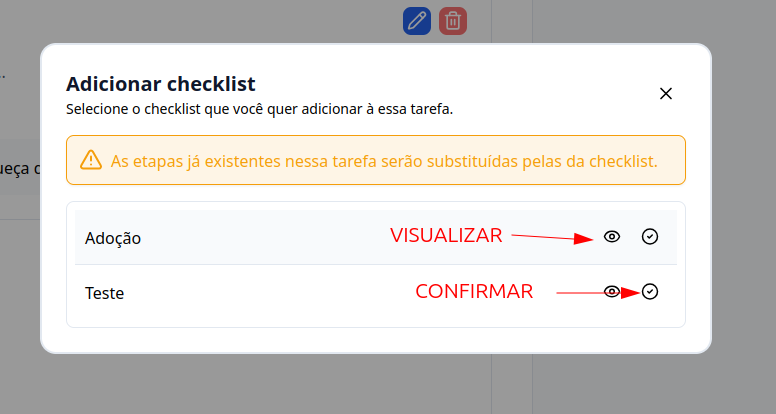 ..
Adicionar checklist
Selecione o checklist que você quer adicionar à essa tarefa.
As etapas já existentes nessa tarefa serão substituídas pelas da checklist.
ueça
Adoção
VISUALIZAR
Teste
CONFIRMAR